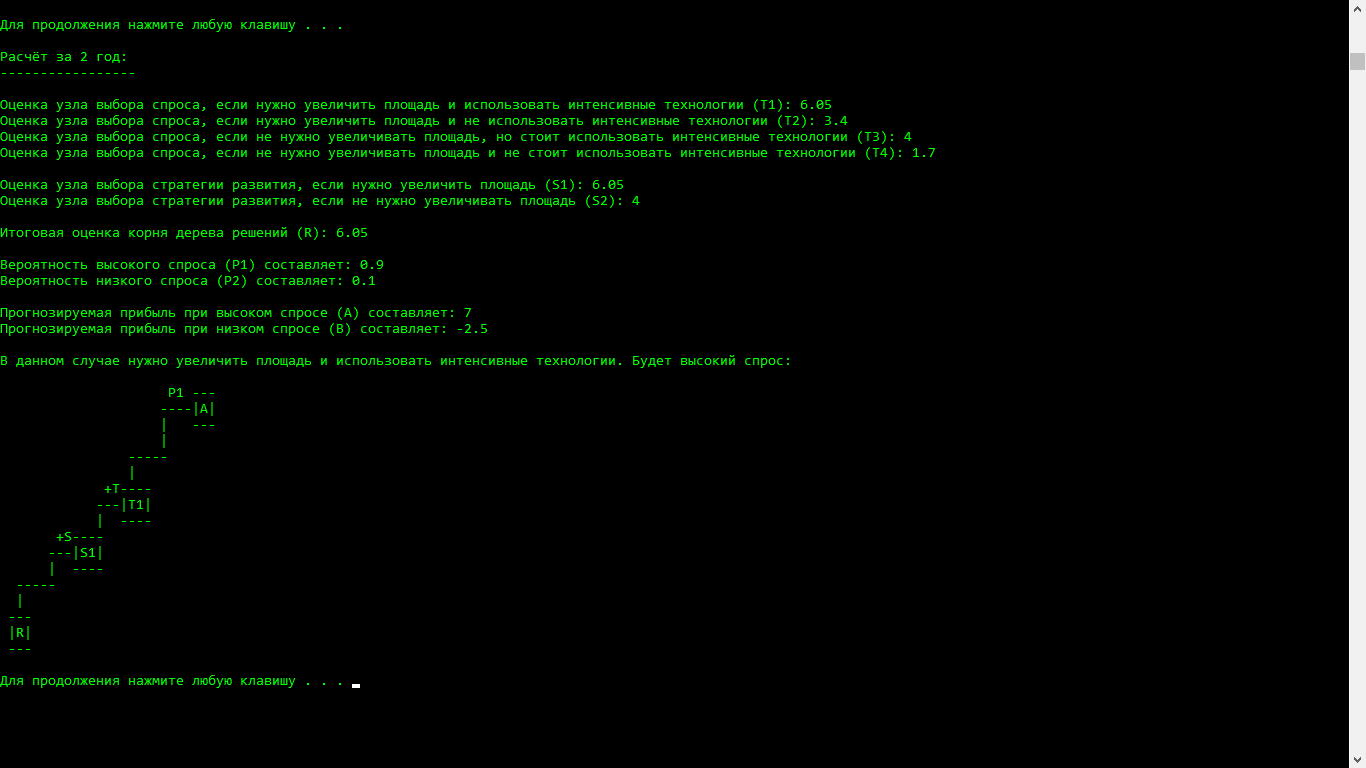 Для продолжения нажмите любую клавишу . . .
Расчёт за 2 год:
-----------------
Оценка узла выбора спроса, если нужно увеличить площадь и использовать интенсивные технологии (T1): 6.05
Оценка узла выбора спроса, если нужно увеличить площадь и не использовать интенсивные технологии (T2): 3.4
Оценка узла выбора спроса, если не нужно увеличивать площадь, но стоит использовать интенсивные технологии (T3): 4
Оценка узла выбора спроса, если не нужно увеличивать площадь и не стоит использовать интенсивные технологии (T4): 1.7
Оценка узла выбора стратегии развития, если нужно увеличить площадь (S1): 6.05
Оценка узла выбора стратегии развития, если не нужно увеличивать площадь (S2): 4
Итоговая оценка корня дерева решений (R): 6.05
Вероятность высокого спроса (P1) составляет: 0.9
Вероятность низкого спроса (P2) составляет: 0.1
Прогнозируемая прибыль при высоком спросе (A) составляет: 7
Прогнозируемая прибыль при низком спросе (B) составляет: -2.5
В данном случае нужно увеличить площадь и использовать интенсивные технологии. Будет высокий спрос:
                     P1 ---
                    ----|A|
                    |   ---
                    |
                -----
                |
             +T----
            ---|T1|
            |  ----
       +S----
      ---|S1|
      |  ----
  -----
  |
 ---
 |R|
 ---
Для продолжения нажмите любую клавишу . . .